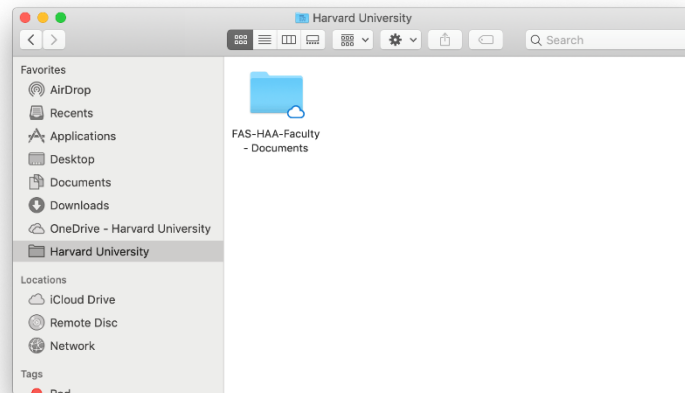 Harvard University
Search
Favorites
AirDrop
Recents
Applications
Desktop
Documents
Downloads
OneDrive - Harvard University
Harvard University
Locations
iCloud Drive
Remote Disc
Network
Tags
FAS-HAA-Faculty
- Documents